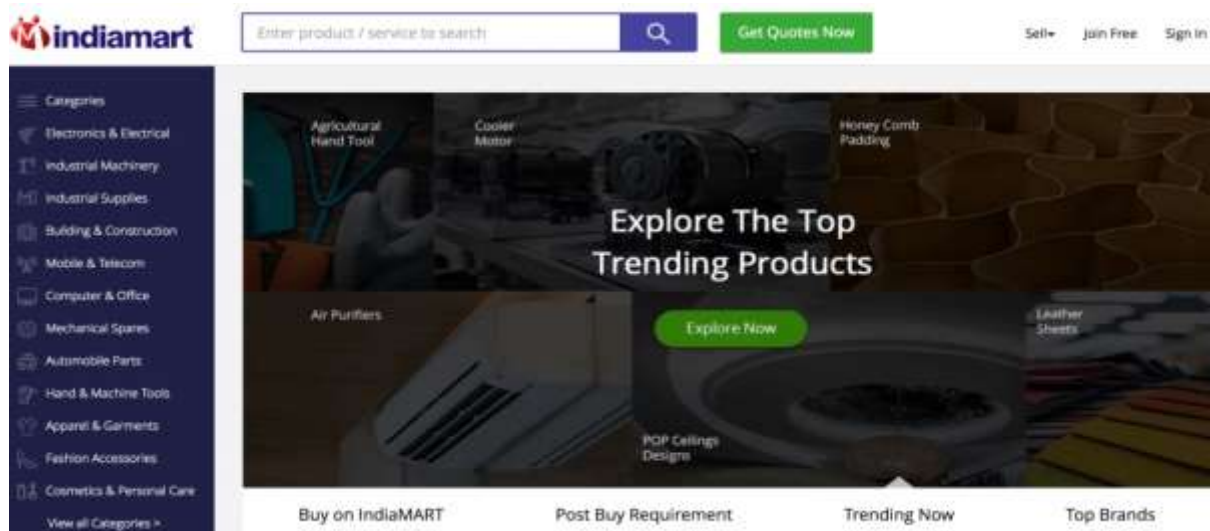 indiamart
Enter product / service to search
Get Quotes Now
Sell
Join Free
Sign In
Categories
Electronics & Electrical
Industrial Machinery
Industrial Supplies
Building & Construction
Mobile & Telecom
Computer & Office
Mechanical Spares
Automobile Parts
Hand & Machine Tools
Apparel & Garments
Fashion Accessories
Cosmetics & Personal Care
View all Categories >
Agricultural
Hand Tool
Cooler
Motor
Honey Comb
Padding
Explore The Top
Trending Products
Air Purifiers
Explore Now
Leather
Sheets
POP Ceilings
Designs
Buy on IndiaMART
Post Buy Requirement
Trending Now
Top Brands